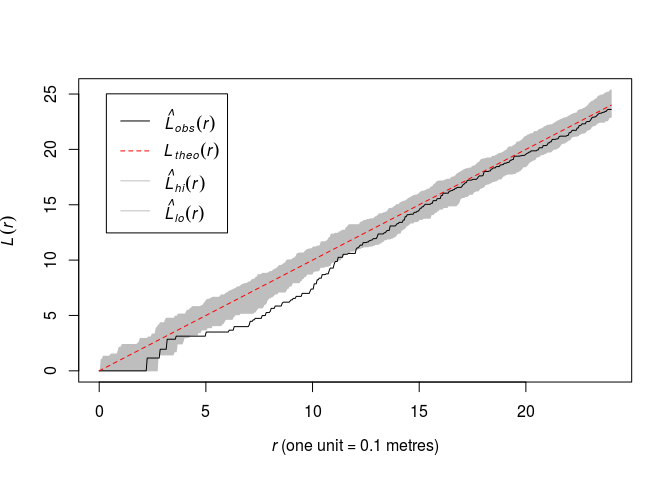 L̂obs(r)
Ltheo(r)
L̂hi(r)
L̂lo(r)
25
20
15
10
5
0
L(r)
0 5 10 15 20
r (one unit = 0.1 metres)